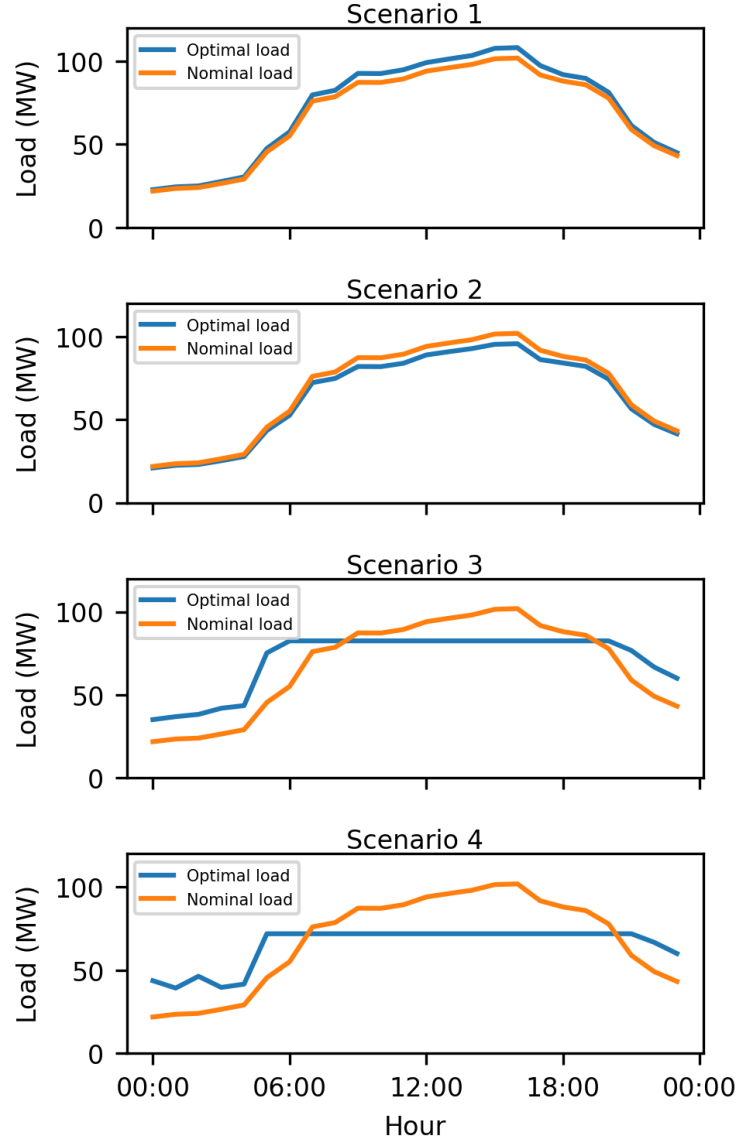 Scenario 1
Optimal load
Nominal load
100
50
0
Load (MW)
Scenario 2
Optimal load
Nominal load
100
50
0
Load (MW)
Scenario 3
Optimal load
Nominal load
100
50
0
Load (MW)
Scenario 4
Optimal load
Nominal load
100
50
0
Load (MW)
00:00 06:00 12:00 18:00 00:00
Hour